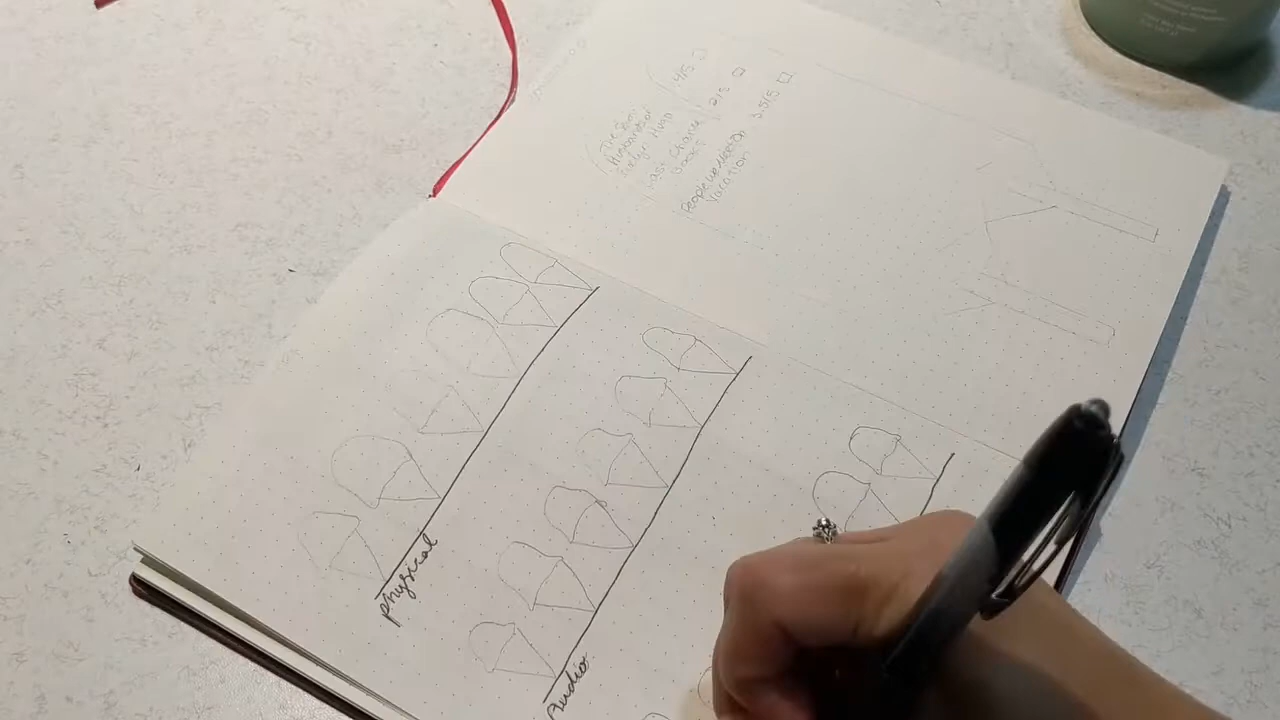 The Seven
Husbands of
Evelyn Hugo 4/5
Last Chance 2/5
Books
People we Meet on 3.5/5
Vacation
physical
Audio